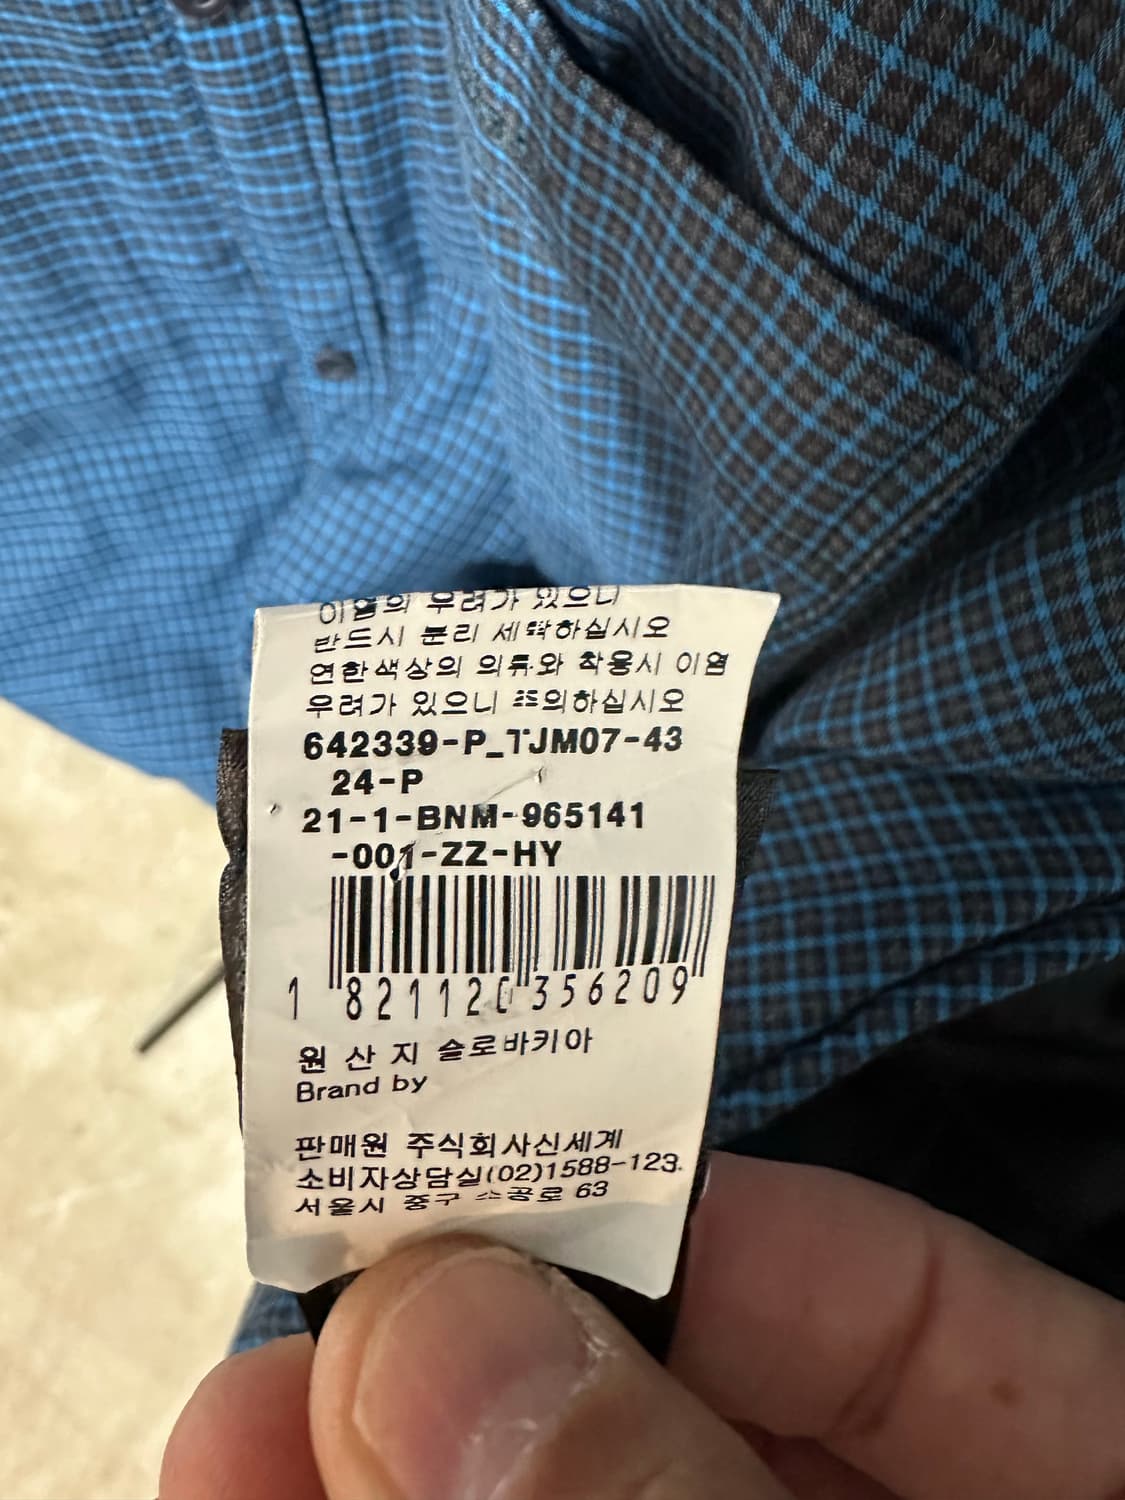 이염의 우려가 있으니
반드시 분리 세탁하십시오
연한색상의 의류와 착용시 이염
우려가 있으니 주의하십시오
642339-P_TJM07-43
24-P
21-1-BNM-965141
-001-ZZ-HY
1 821120 356209
원 산 지 슬로바키아
Brand by
판매원 주식회사신세계
소비자상담실(02)1588-123
서울시 중구 소공로 63